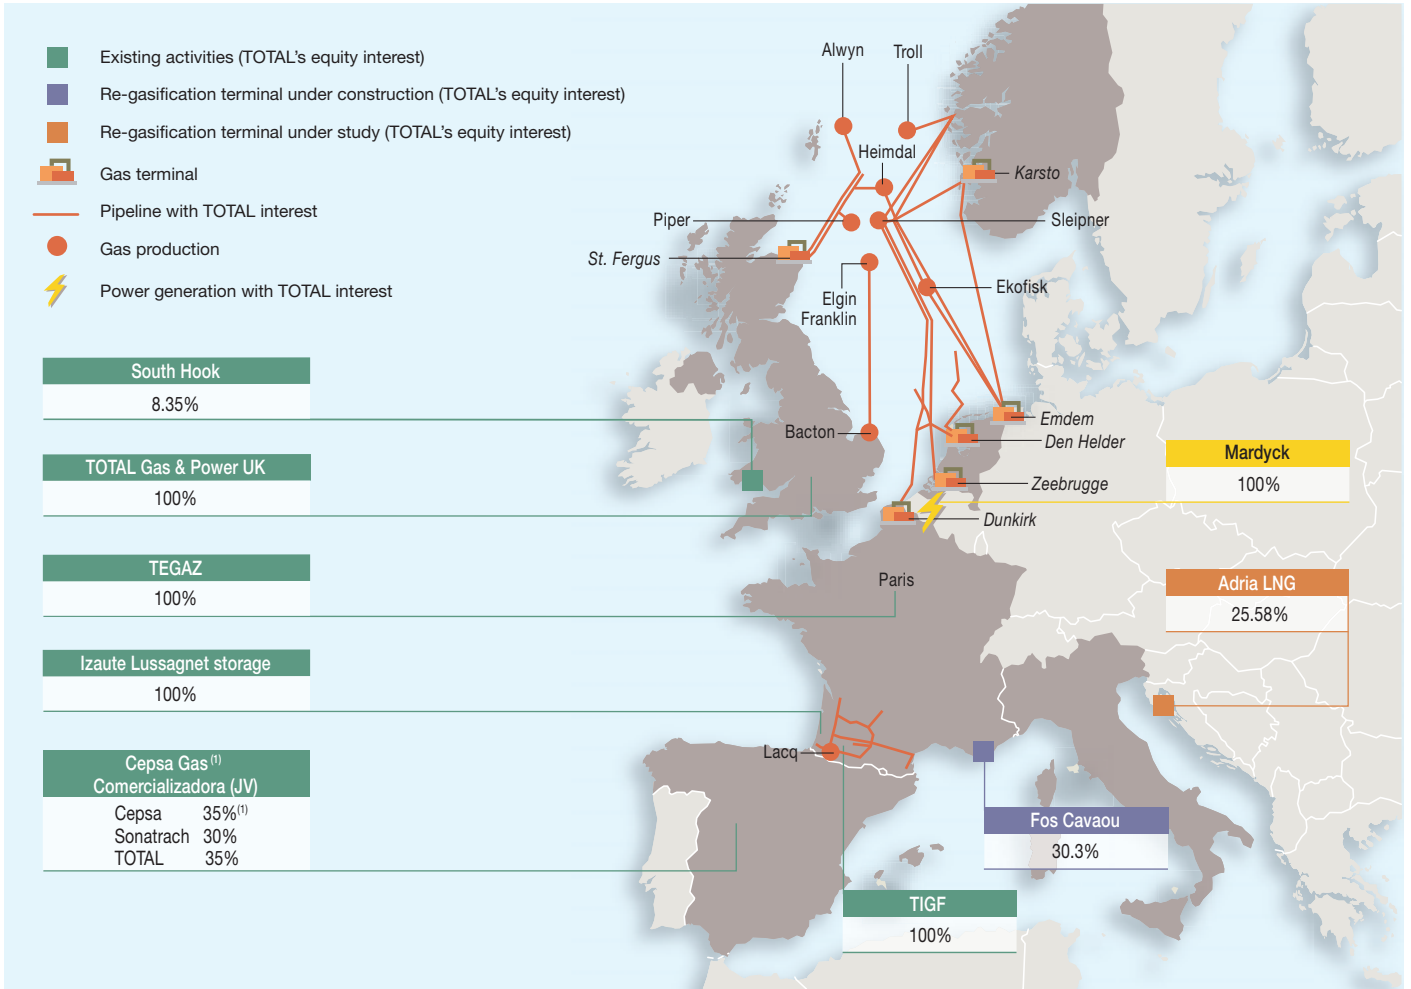 Existing activities (TOTAL's equity interest)
Re-gasification terminal under construction (TOTAL's equity interest)
Re-gasification terminal under study (TOTAL's equity interest)
Gas terminal
Pipeline with TOTAL interest
Gas production
Power generation with TOTAL interest
South Hook
8.35%
TOTAL Gas & Power UK
100%
TEGAZ
100%
Izaute Lussagnet storage
100%
Cepsa Gas (1)
Comercializadora (JV)
Cepsa 35%(1)
Sonatrach 30%
TOTAL 35%
Alwyn
Troll
Heimdal
Karsto
Piper
Sleipner
St. Fergus
Elgin
Franklin
Ekofisk
Bacton
Emdem
Den Helder
Zeebrugge
Dunkirk
Mardyck
100%
Paris
Adria LNG
25.58%
Lacq
Fos Cavaou
30.3%
TIGF
100%